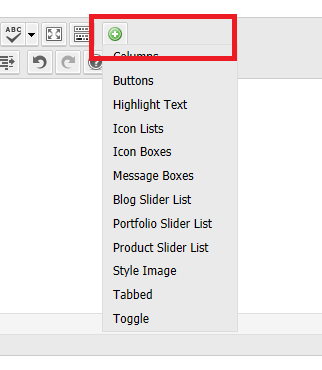 ABC
Columns
Buttons
Highlight Text
Icon Lists
Icon Boxes
Message Boxes
Blog Slider List
Portfolio Slider List
Product Slider List
Style Image
Tabbed
Toggle